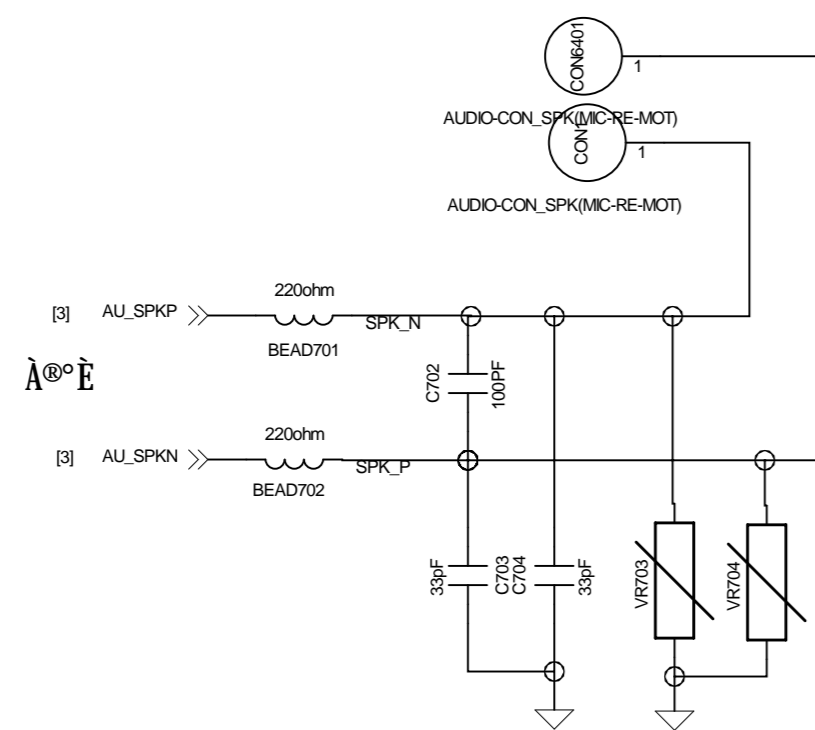 CON6401
1
AUDIO-CON_SPK(MIC-RE-MOT)
CON1
1
AUDIO-CON_SPK(MIC-RE-MOT)
[3] AU_SPKP
220ohm
SPK_N
BEAD701
À®°È
C702
100PF
[3] AU_SPKN
220ohm
SPK_P
BEAD702
33pF
C703
C704
33pF
VR703
VR704